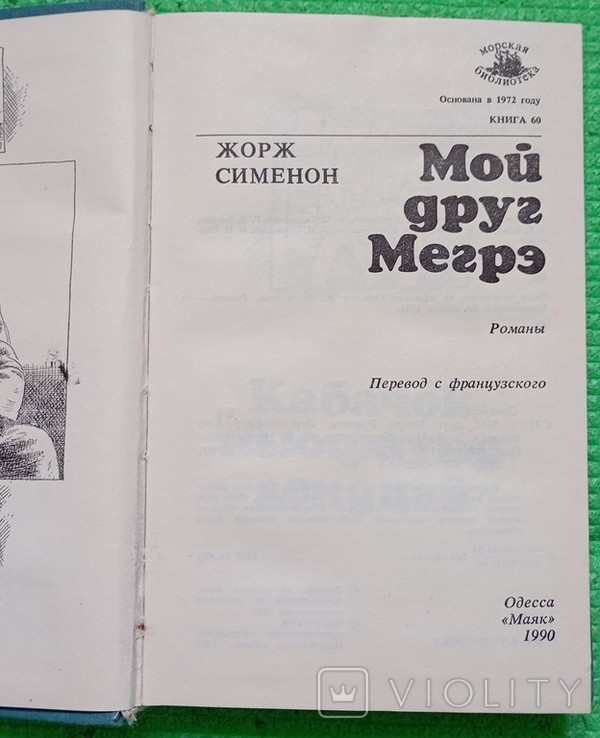 морская
библиотека
Основана в 1972 году
КНИГА 60
ЖОРЖ
СИМЕНОН
Мой
друг
Мегрэ
Романы
Перевод с французского
Кабачок
Одесса
«Маяк»
1990
VIOLITY